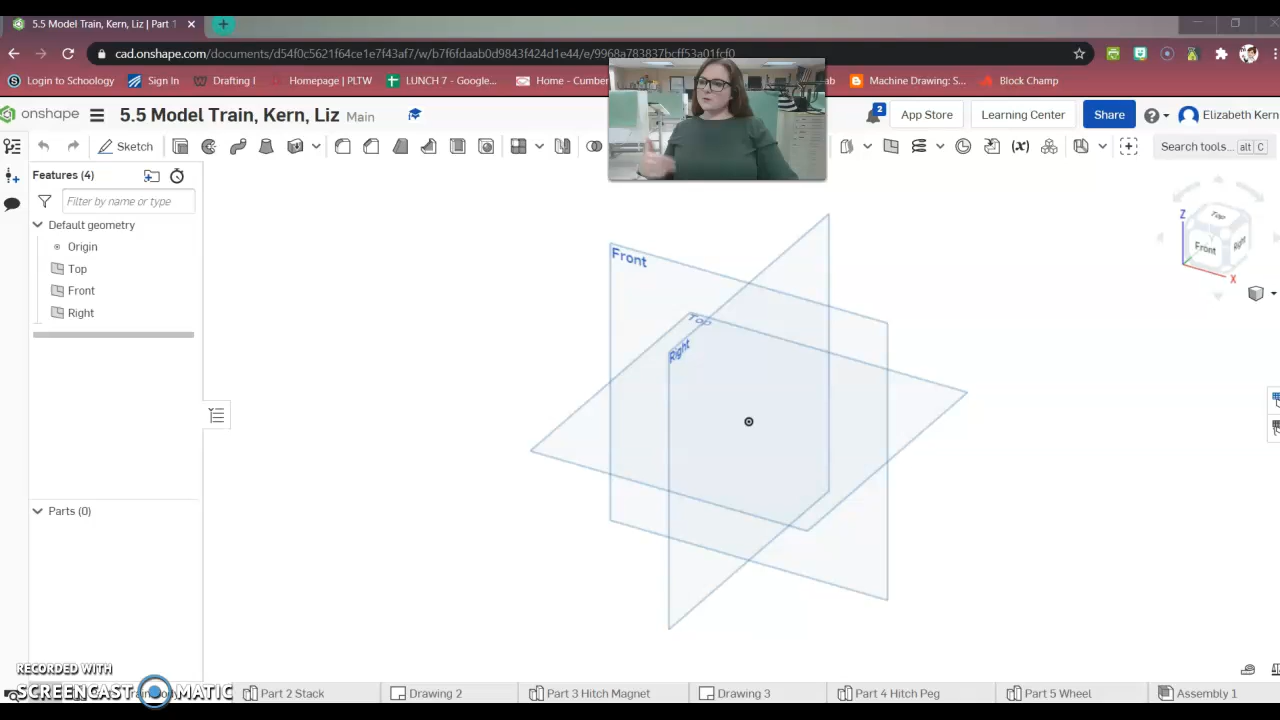 5.5 Model Train, Kern, Liz | Part 1
cad.onshape.com/documents/d54f0c5621f64ce1e7f43af7/w/b7f6fdaab0d9843f424d1e44/e/9968a783837bcff53a01fcf0
Login to Schoology Sign In Drafting I Homepage | PLTW LUNCH 7 - Google... Home - Cumber Machine Drawing: S... Block Champ
onshape 5.5 Model Train, Kern, Liz Main 2 App Store Learning Center Share Elizabeth Kern
Sketch (x) Search tools... alt C
Features (4)
Filter by name or type
Default geometry
Origin
Top
Front
Right
Parts (0)
Front
Top
Right
Z Top Front Right X
RECORDED WITH
SCREENCAST MATIC
Part 2 Stack Drawing 2 Part 3 Hitch Magnet Drawing 3 Part 4 Hitch Peg Part 5 Wheel Assembly 1